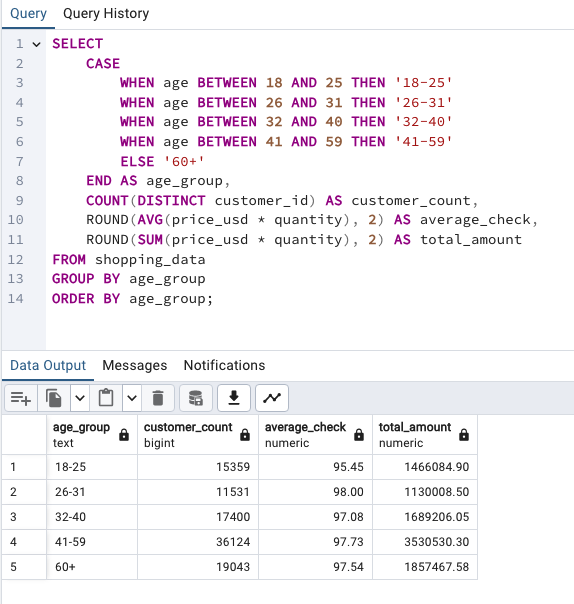 Query Query History
1 SELECT
2 CASE
3 WHEN age BETWEEN 18 AND 25 THEN '18-25'
4 WHEN age BETWEEN 26 AND 31 THEN '26-31'
5 WHEN age BETWEEN 32 AND 40 THEN '32-40'
6 WHEN age BETWEEN 41 AND 59 THEN '41-59'
7 ELSE '60+'
8 END AS age_group,
9 COUNT(DISTINCT customer_id) AS customer_count,
10 ROUND(AVG(price_usd * quantity), 2) AS average_check,
11 ROUND(SUM(price_usd * quantity), 2) AS total_amount
12 FROM shopping_data
13 GROUP BY age_group
14 ORDER BY age_group;
Data Output Messages Notifications
age_group customer_count average_check total_amount
text bigint numeric numeric
1 18-25 15359 95.45 1466084.90
2 26-31 11531 98.00 1130008.50
3 32-40 17400 97.08 1689206.05
4 41-59 36124 97.73 3530530.30
5 60+ 19043 97.54 1857467.58